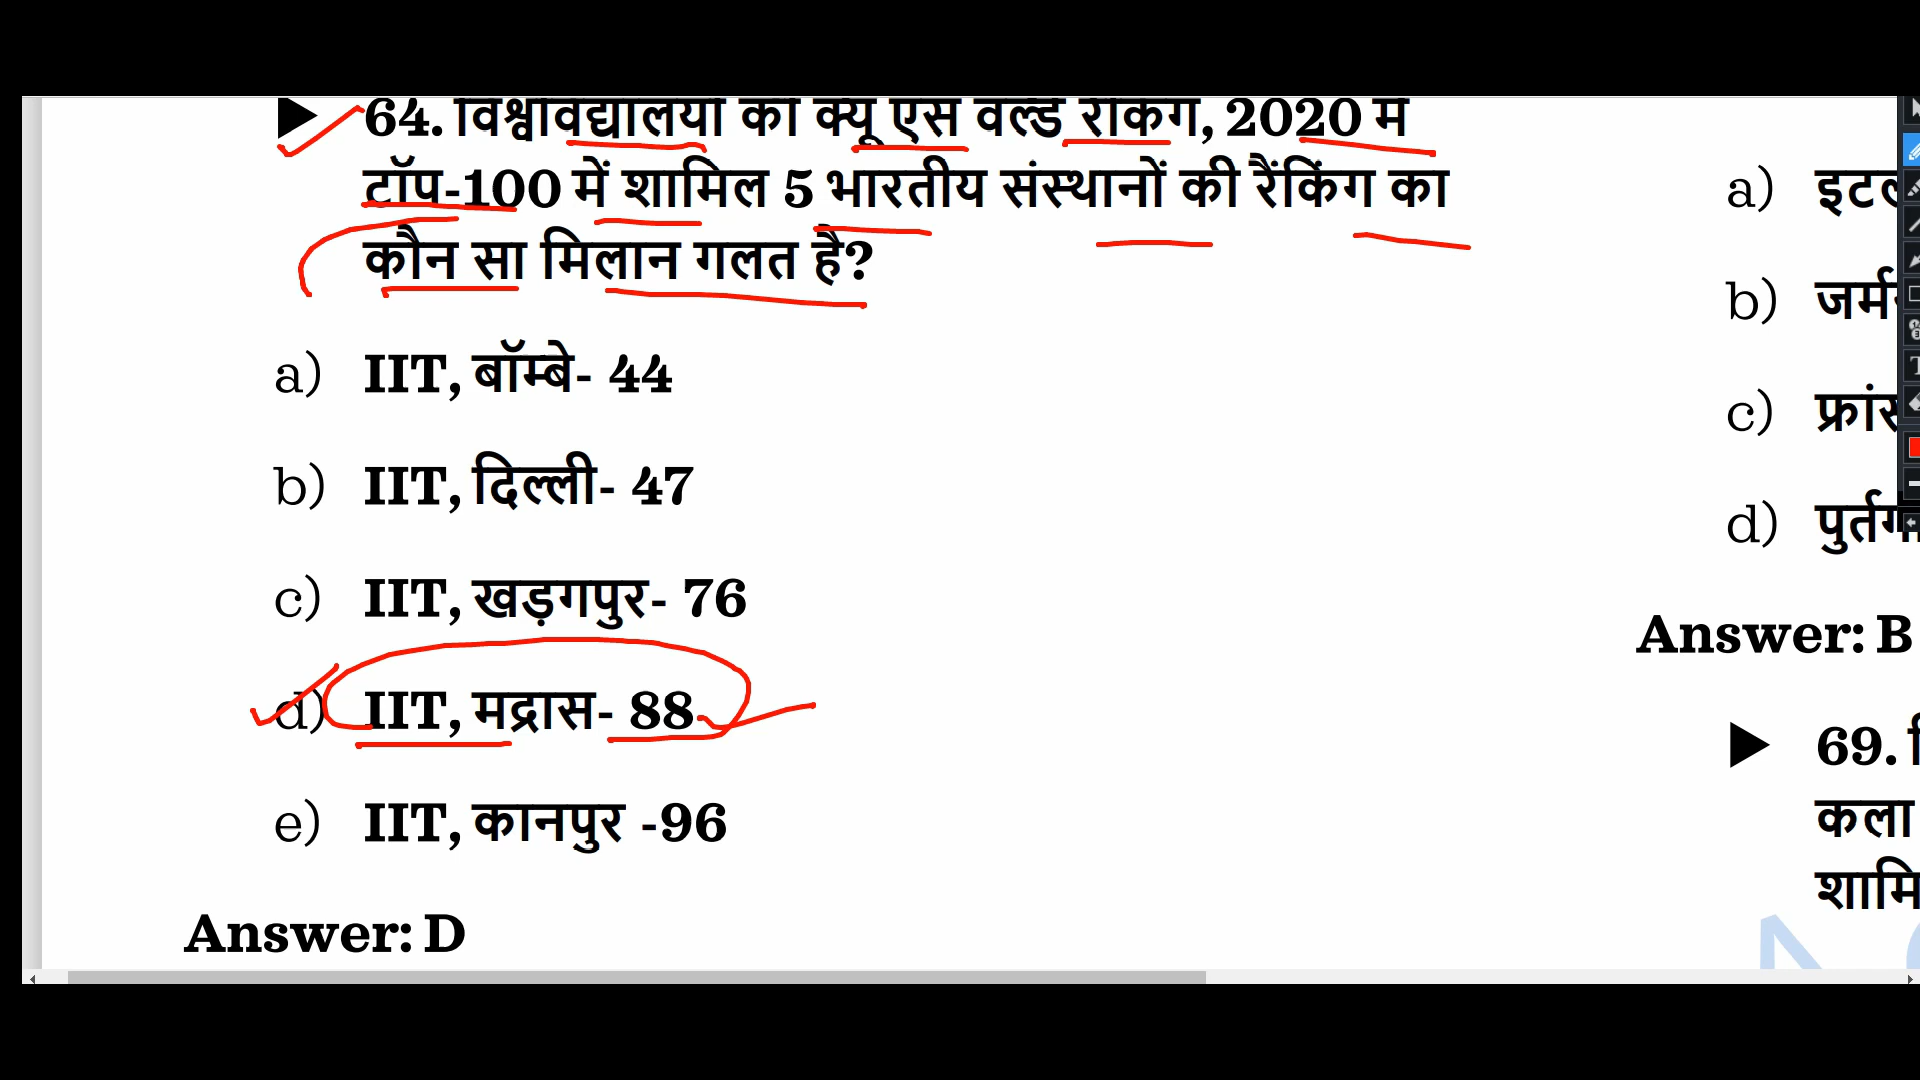 64. विश्वविद्यालयों की क्यू एस वर्ल्ड रैंकिंग, 2020 में
टॉप-100 में शामिल 5 भारतीय संस्थानों की रैंकिंग का
कौन सा मिलान गलत है?
a) IIT, बॉम्बे- 44
b) IIT, दिल्ली- 47
c) IIT, खड़गपुर- 76
d) IIT, मद्रास- 88
e) IIT, कानपुर -96
Answer: D
a)
b)
c)
d)
Answer: B
69.
कला